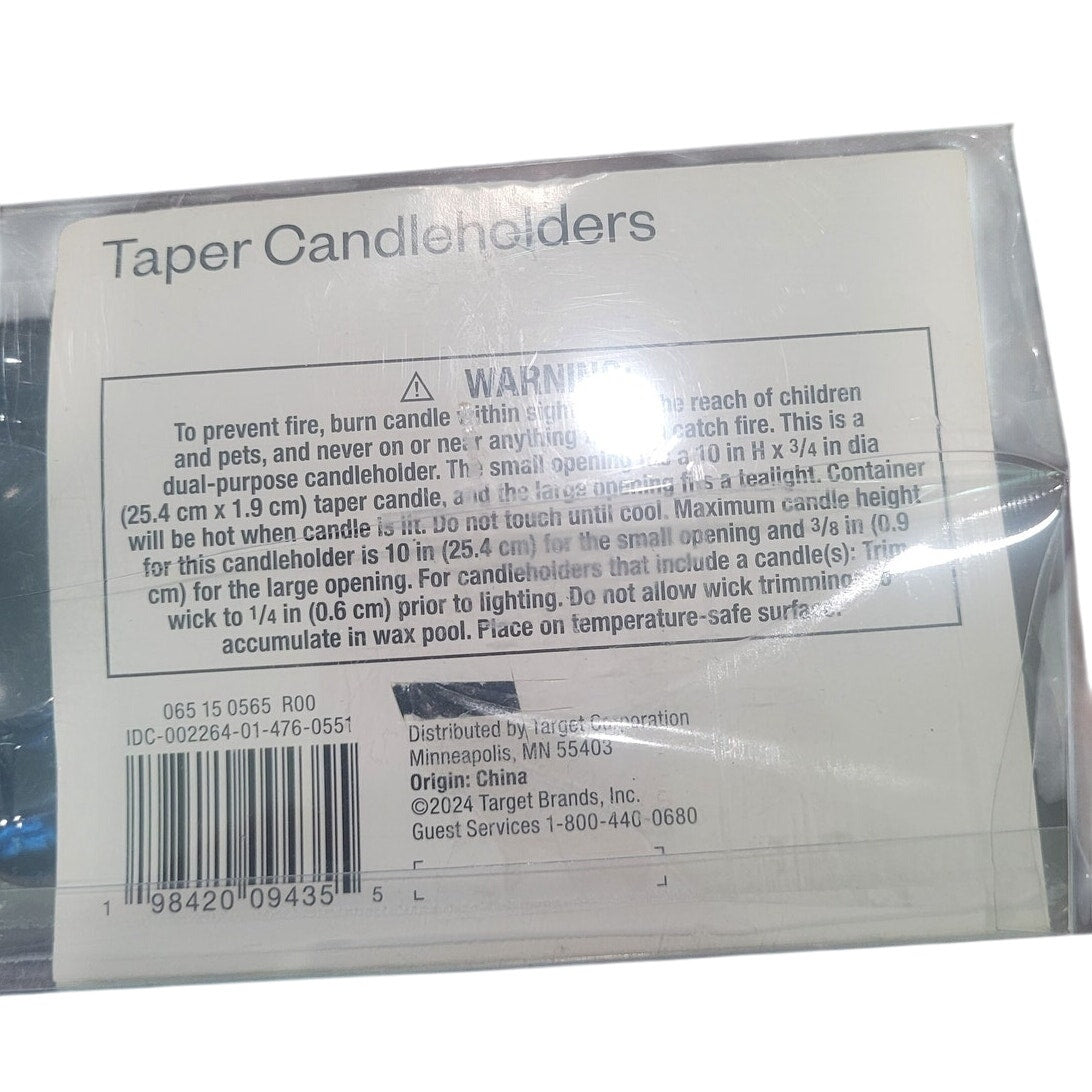 Taper Candleholders
⚠ WARNING!
To prevent fire, burn candle within sight the reach of children
and pets, and never on or near anything catch fire. This is a
dual-purpose candleholder. The small opening a 10 in H x 3/4 in dia
(25.4 cm x 1.9 cm) taper candle, and the large opening fits a tealight. Container
will be hot when candle is lit. Do not touch until cool. Maximum candle height
for this candleholder is 10 in (25.4 cm) for the small opening and 3/8 in (0.9
cm) for the large opening. For candleholders that include a candle(s): Trim
wick to 1/4 in (0.6 cm) prior to lighting. Do not allow wick trimmings to
accumulate in wax pool. Place on temperature-safe surface.
065 15 0565 R00
IDC-002264-01-476-0551
1 98420 09435 5
Distributed by Target Corporation
Minneapolis, MN 55403
Origin: China
©2024 Target Brands, Inc.
Guest Services 1-800-440-0680